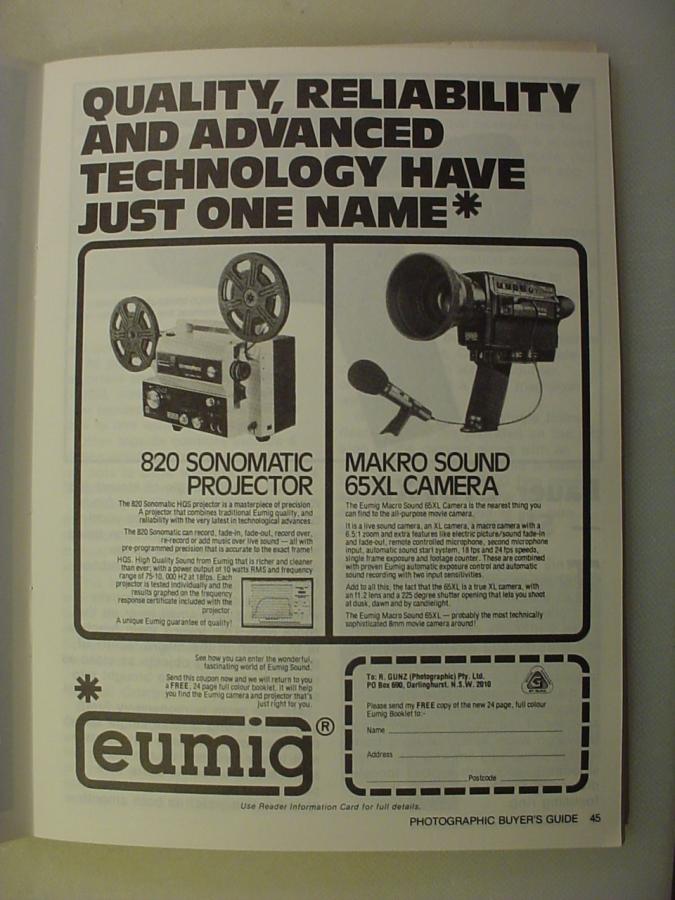 QUALITY, RELIABILITY
AND ADVANCED
TECHNOLOGY HAVE
JUST ONE NAME*
820 SONOMATIC
PROJECTOR
The 820 Sonomatic HQS projector is a masterpiece of precision.
A projector that combines traditional Eumig quality, and
reliability with the very latest in technological advances.
The 820 Sonomatic can record, fade-in, fade-out, record over,
re-record or add music over live sound — all with
pre-programmed precision that is accurate to the exact frame!
HQS. High Quality Sound from Eumig that is richer and cleaner
than ever; with a power output of 10 watts RMS and frequency
range of 75-10, 000 H2 at 18fps. Each
projector is tested individually and the
results graphed on the frequency
response certificate included with the
projector.
A unique Eumig guarantee of quality!
MAKRO SOUND
65XL CAMERA
The Eumig Macro Sound 65XL Camera is the nearest thing you
can find to the all-purpose movie camera.
It is a live sound camera, an XL camera, a macro camera with a
6.5:1 zoom and extra features like electric picture/sound fade-in
and fade-out, remote controlled microphone, second microphone
input, automatic sound start system, 18 fps and 24 fps speeds,
single frame exposure and footage counter. These are combined
with proven Eumig automatic exposure control and automatic
sound recording with two input sensitivities.
Add to all this; the fact that the 65XL is a true XL camera, with
an f1.2 lens and a 225 degree shutter opening that lets you shoot
at dusk, dawn and by candlelight.
The Eumig Macro Sound 65XL — probably the most technically
sophisticated 8mm movie camera around!
See how you can enter the wonderful,
fascinating world of Eumig Sound.
*
Send this coupon now and we will return to you
a FREE, 24 page full colour booklet. It will help
you find the Eumig camera and projector that's
just right for you.
eumig®
To: R. GUNZ (Photographic) Pty. Ltd.
PO Box 690, Darlinghurst, N.S.W. 2010
G
Please send my FREE copy of the new 24 page, full colour
Eumig Booklet to:-
Name
Address
Postcode
Use Reader Information Card for full details.
PHOTOGRAPHIC BUYER'S GUIDE 45